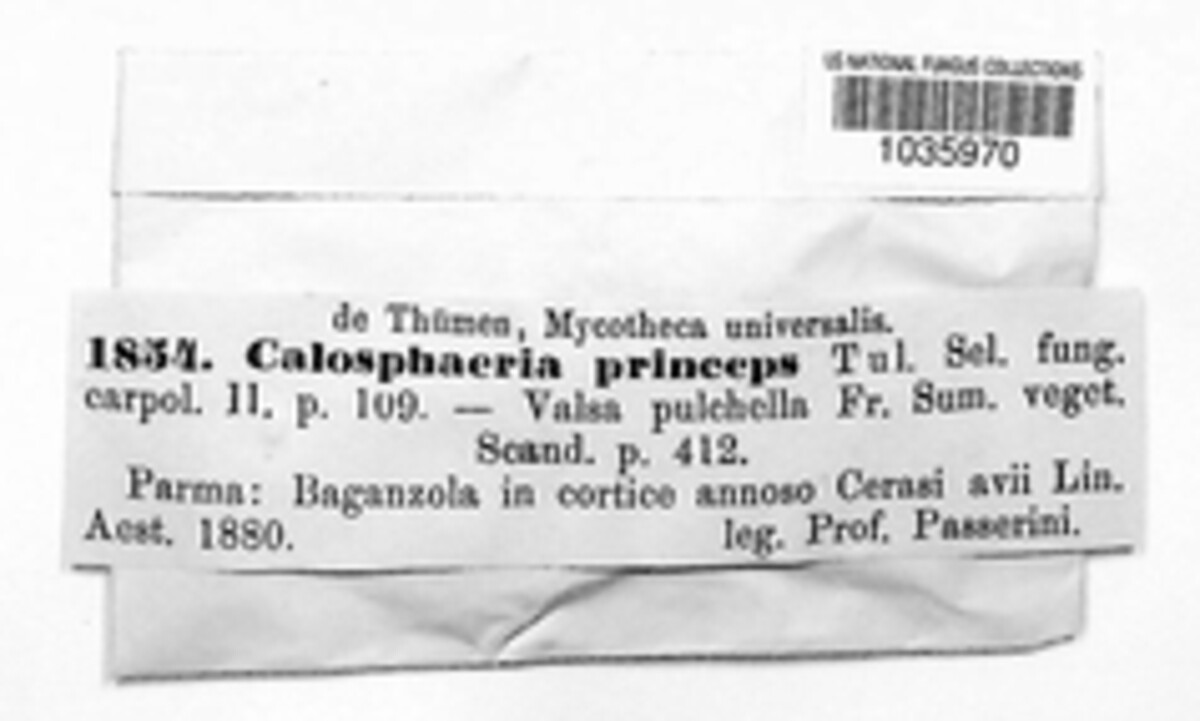 US NATIONAL FUNGUS COLLECTIONS
1035970
de Thümen, Mycotheca universalis.
1854. Calosphaeria princeps Tul. Sel. fung.
carpol. II. p. 109. — Valsa pulchella Fr. Sum. veget.
Scand. p. 412.
Parma: Baganzola in cortice annoso Cerasi avii Lin.
Aest. 1880. leg. Prof. Passerini.